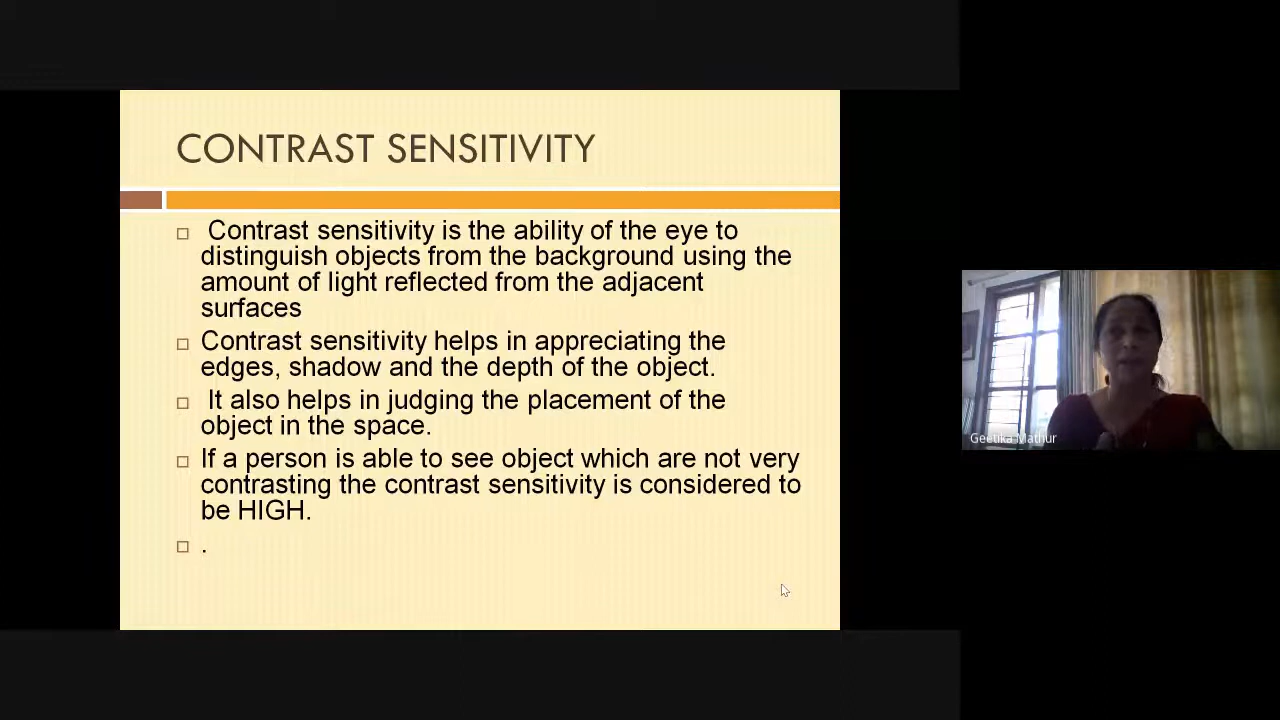 CONTRAST SENSITIVITY
Contrast sensitivity is the ability of the eye to
distinguish objects from the background using the
amount of light reflected from the adjacent
surfaces
Contrast sensitivity helps in appreciating the
edges, shadow and the depth of the object.
It also helps in judging the placement of the
object in the space.
If a person is able to see object which are not very
contrasting the contrast sensitivity is considered to
be HIGH.
.
Geetika Mathur